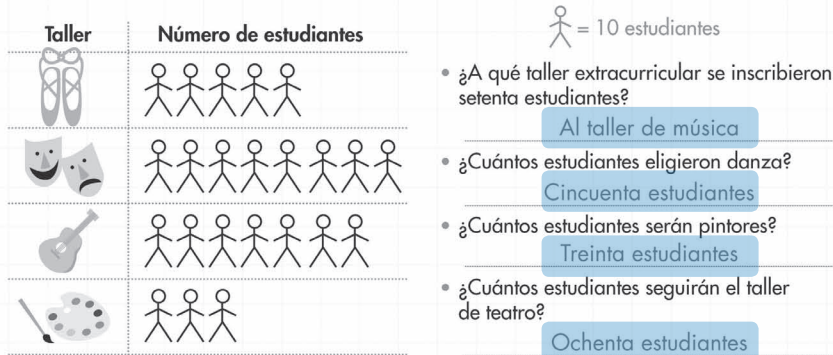 Taller
Número de estudiantes
= 10 estudiantes
• ¿A qué taller extracurricular se inscribieron
setenta estudiantes?
Al taller de música
• ¿Cuántos estudiantes eligieron danza?
Cincuenta estudiantes
• ¿Cuántos estudiantes serán pintores?
Treinta estudiantes
• ¿Cuántos estudiantes seguirán el taller
de teatro?
Ochenta estudiantes